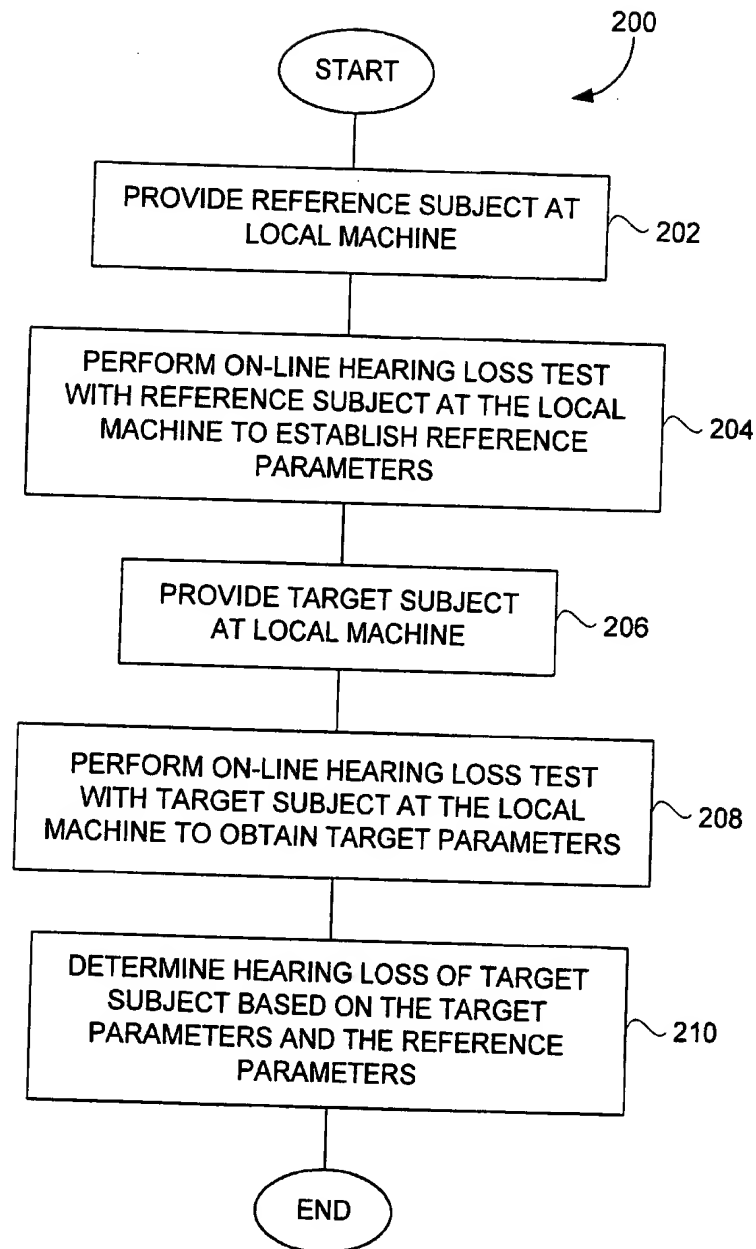 200
START
PROVIDE REFERENCE SUBJECT AT
LOCAL MACHINE
202
PERFORM ON-LINE HEARING LOSS TEST
WITH REFERENCE SUBJECT AT THE LOCAL
MACHINE TO ESTABLISH REFERENCE
PARAMETERS
204
PROVIDE TARGET SUBJECT
AT LOCAL MACHINE
206
PERFORM ON-LINE HEARING LOSS TEST
WITH TARGET SUBJECT AT THE LOCAL
MACHINE TO OBTAIN TARGET PARAMETERS
208
DETERMINE HEARING LOSS OF TARGET
SUBJECT BASED ON THE TARGET
PARAMETERS AND THE REFERENCE
PARAMETERS
210
END